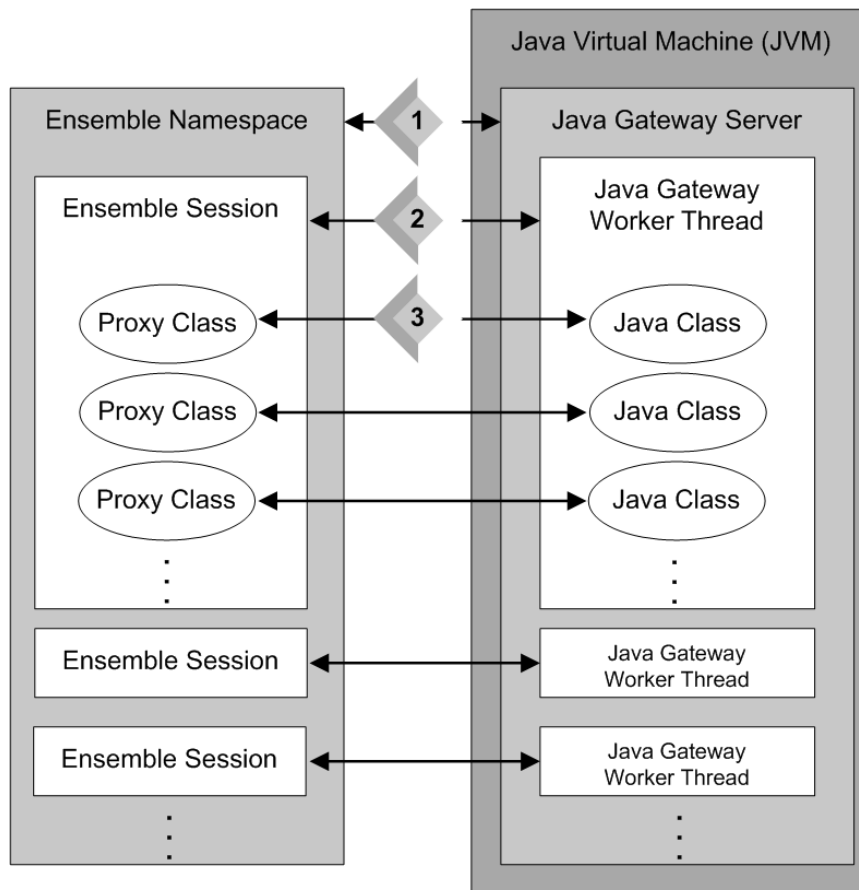 Java Virtual Machine (JVM)
Ensemble Namespace
1
Java Gateway Server
Ensemble Session
2
Java Gateway
Worker Thread
Proxy Class
3
Java Class
Proxy Class
Java Class
Proxy Class
Java Class
Ensemble Session
Java Gateway
Worker Thread
Ensemble Session
Java Gateway
Worker Thread